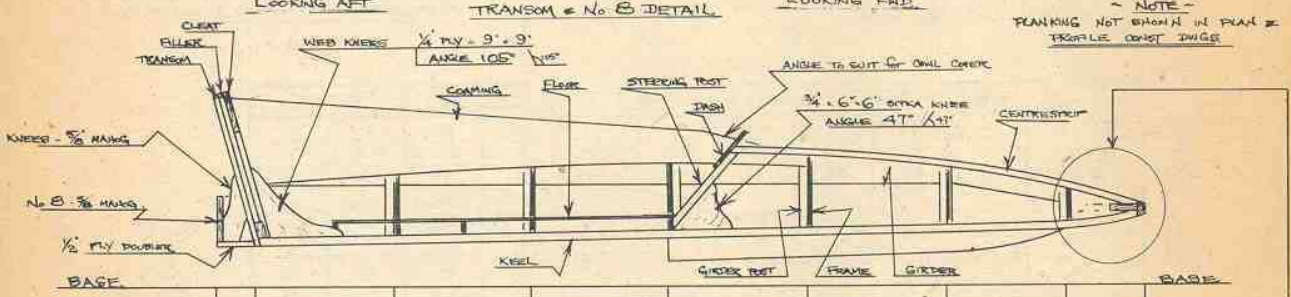 LOOKING AFT
TRANSOM & No 8 DETAIL
LOOKING FWD
~ NOTE ~
PLANKING NOT SHOWN IN PLAN &
PROFILE CONST DWGS
CLEAT
FILLER
TRANSOM
WEB KNEES
1/4" PLY - 9" x 9"
ANGLE 105° 105°
COAMING
FLOOR
STEERING POST
DASH
ANGLE TO SUIT COWL COVER
3/4" x 6" x 6" SITKA KNEE
ANGLE 47° 47°
CENTRESTRIP
KNEES - 5/8" MAHOG
No 8 - 5/8" MAHOG
1/2" PLY DOUBLER
KEEL
GIRDER POST
FRAME
GIRDER
BASE
BASE